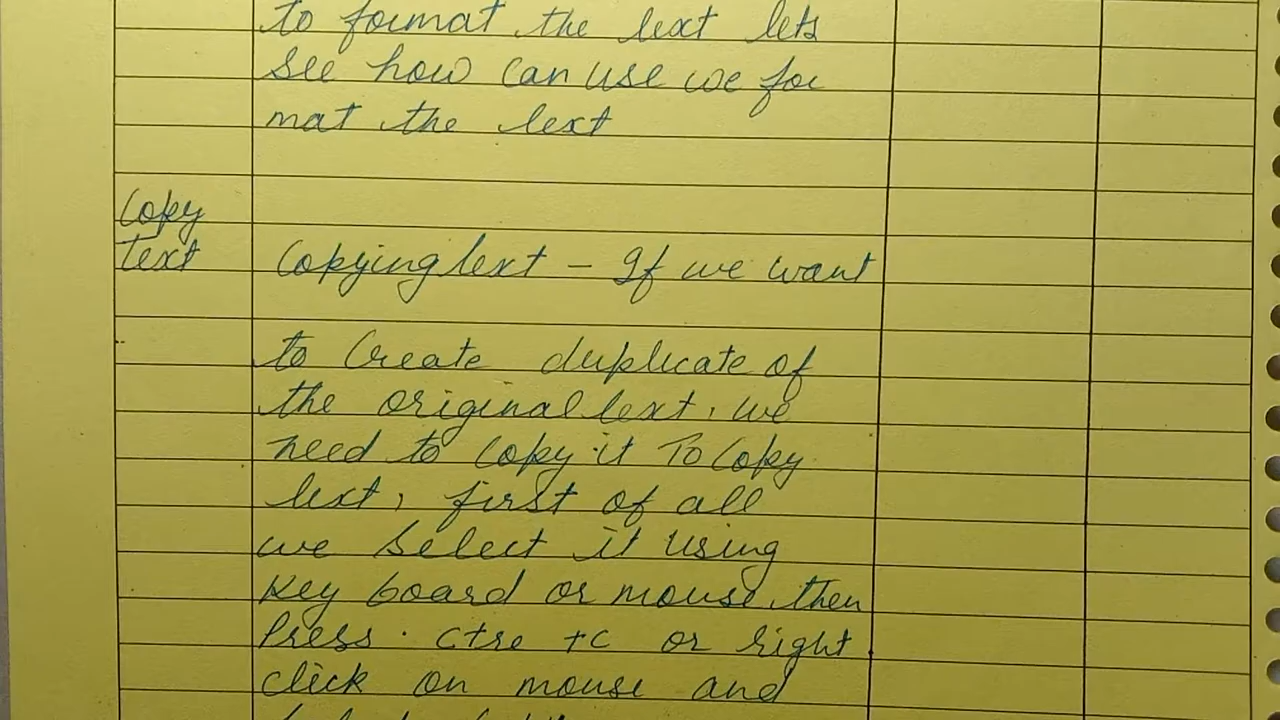 to format the text lets
see how can use we for
mat the text
Copy
Text
Copying text - If we want
to Create duplicate of
the original text, we
need to copy it To Copy
text, first of all
we Select it using
Key board or mouse then
Press. Ctrl +C or right
click on mouse and